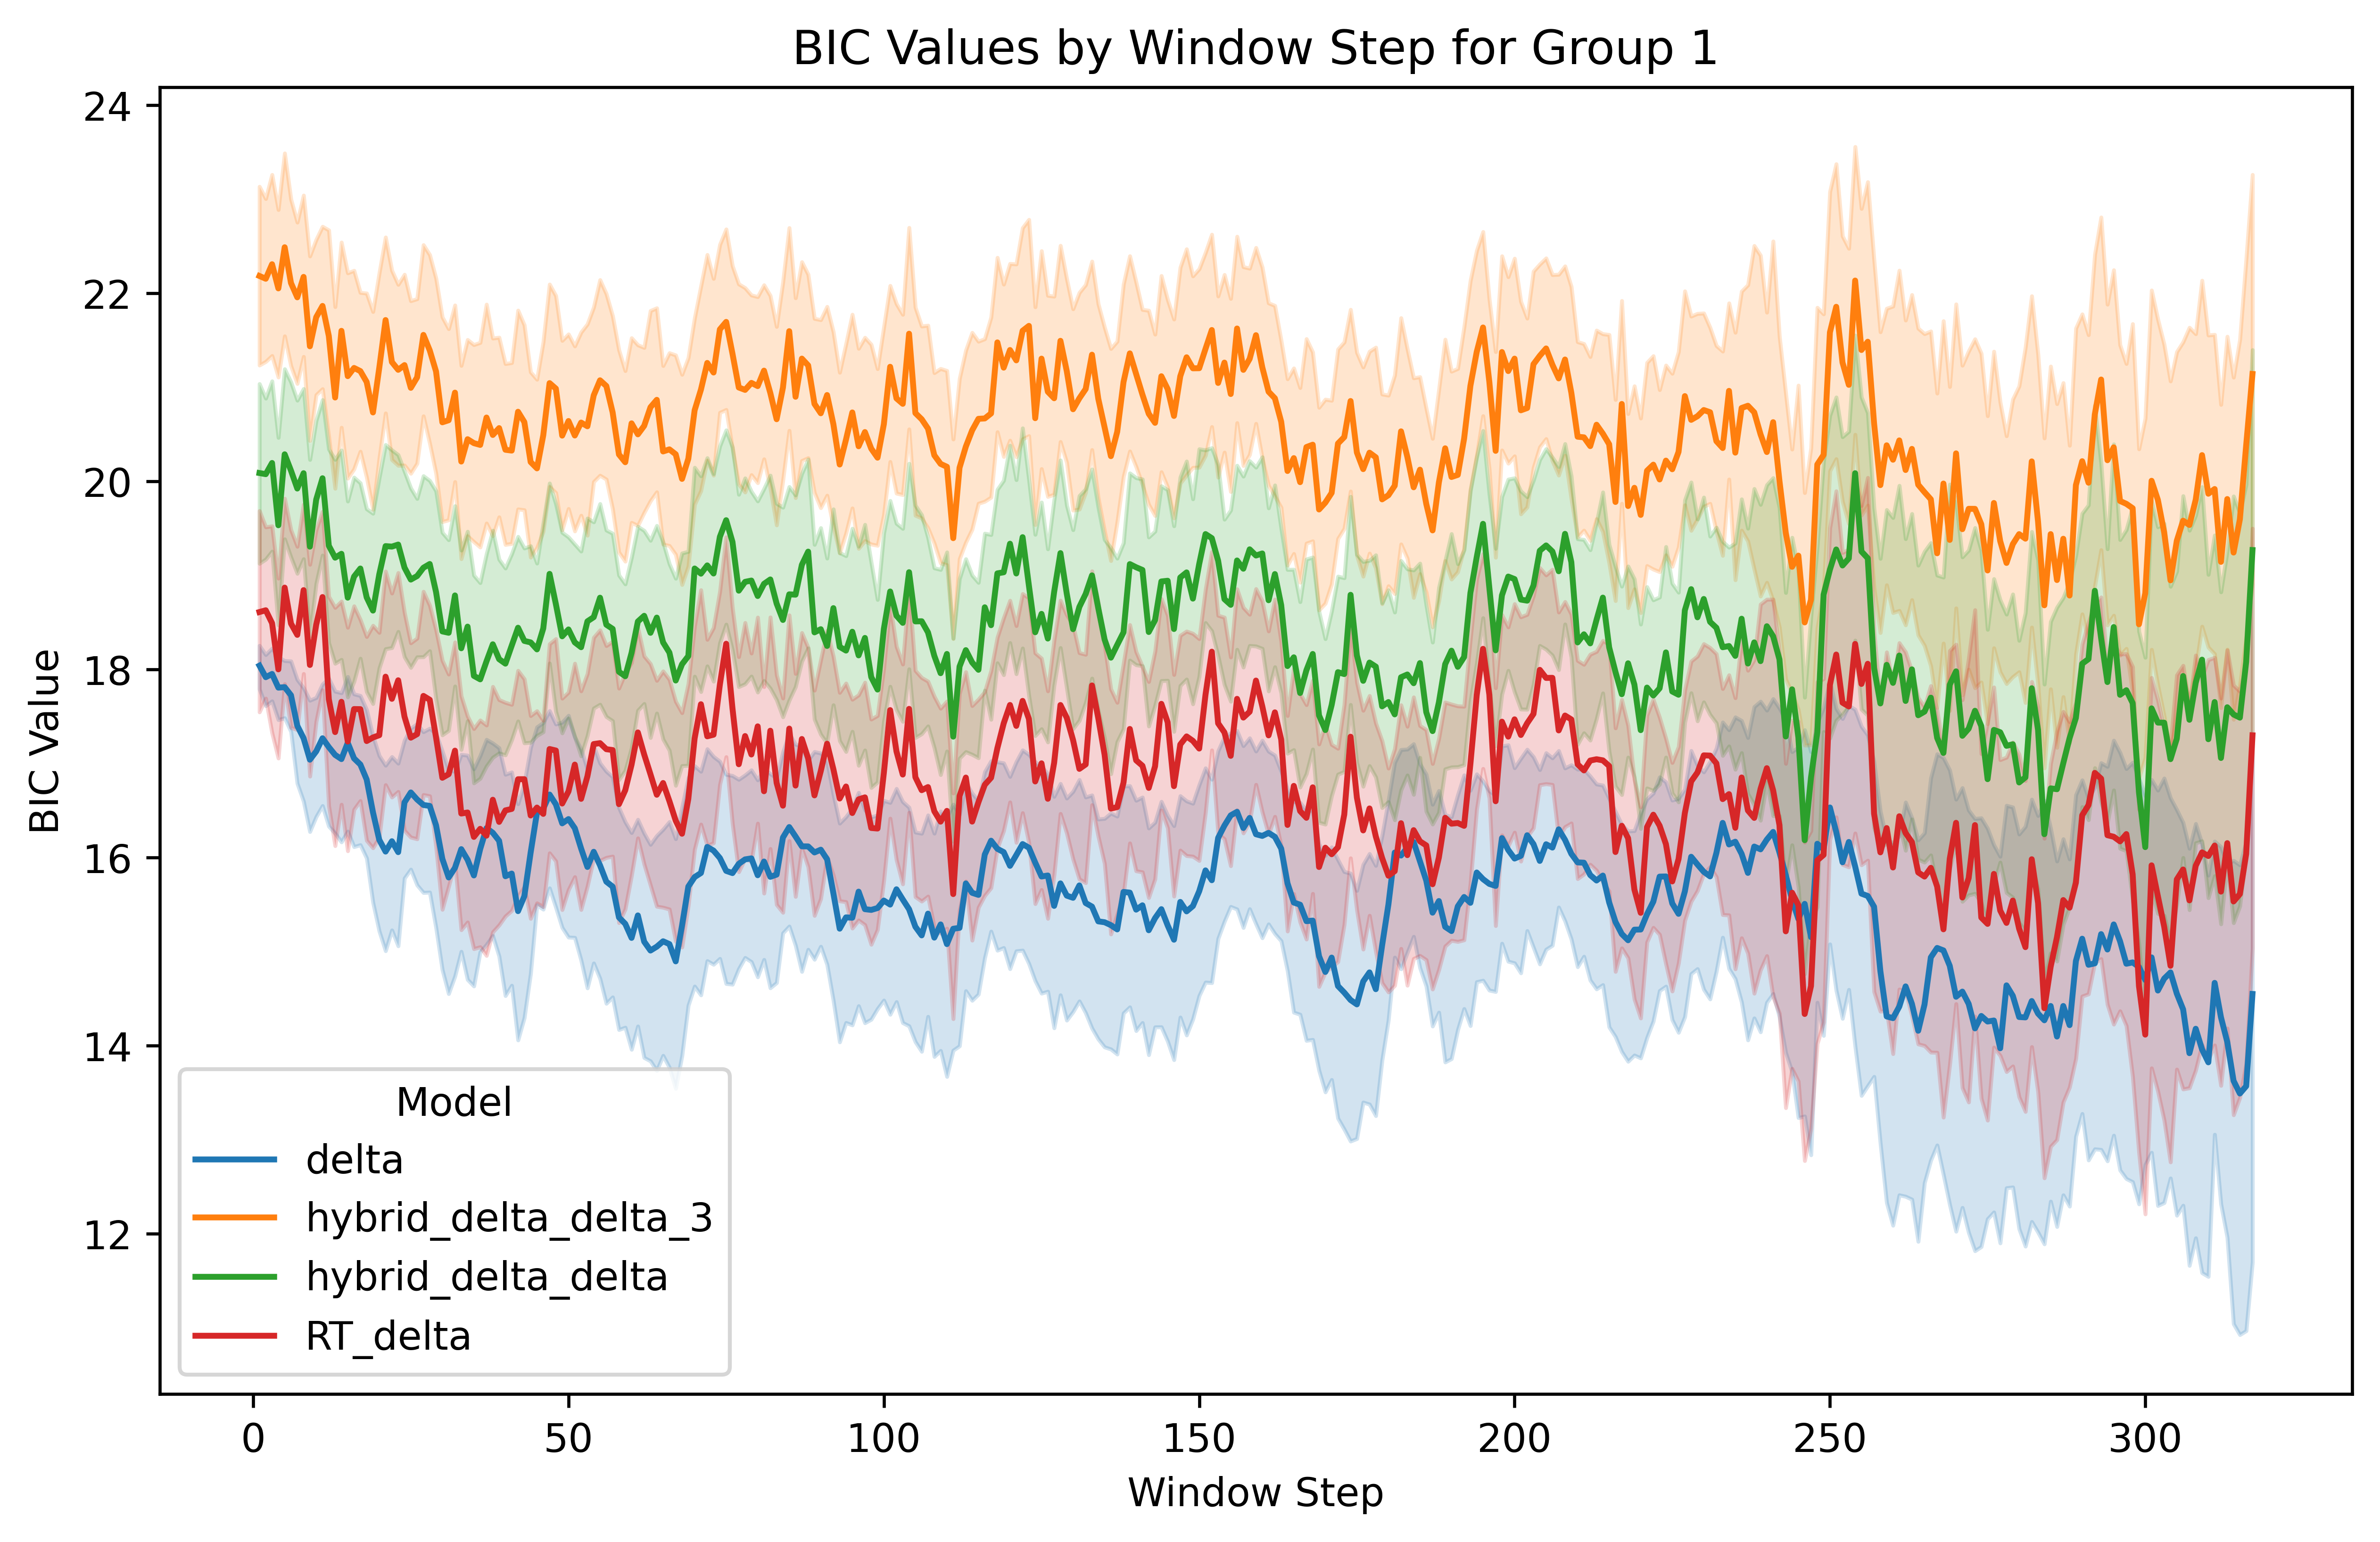 BIC Values by Window Step for Group 1
24
22
20
18
16
14
12
BIC Value
Model
delta
hybrid_delta_delta_3
hybrid_delta_delta
RT_delta
0 50 100 150 200 250 300
Window Step